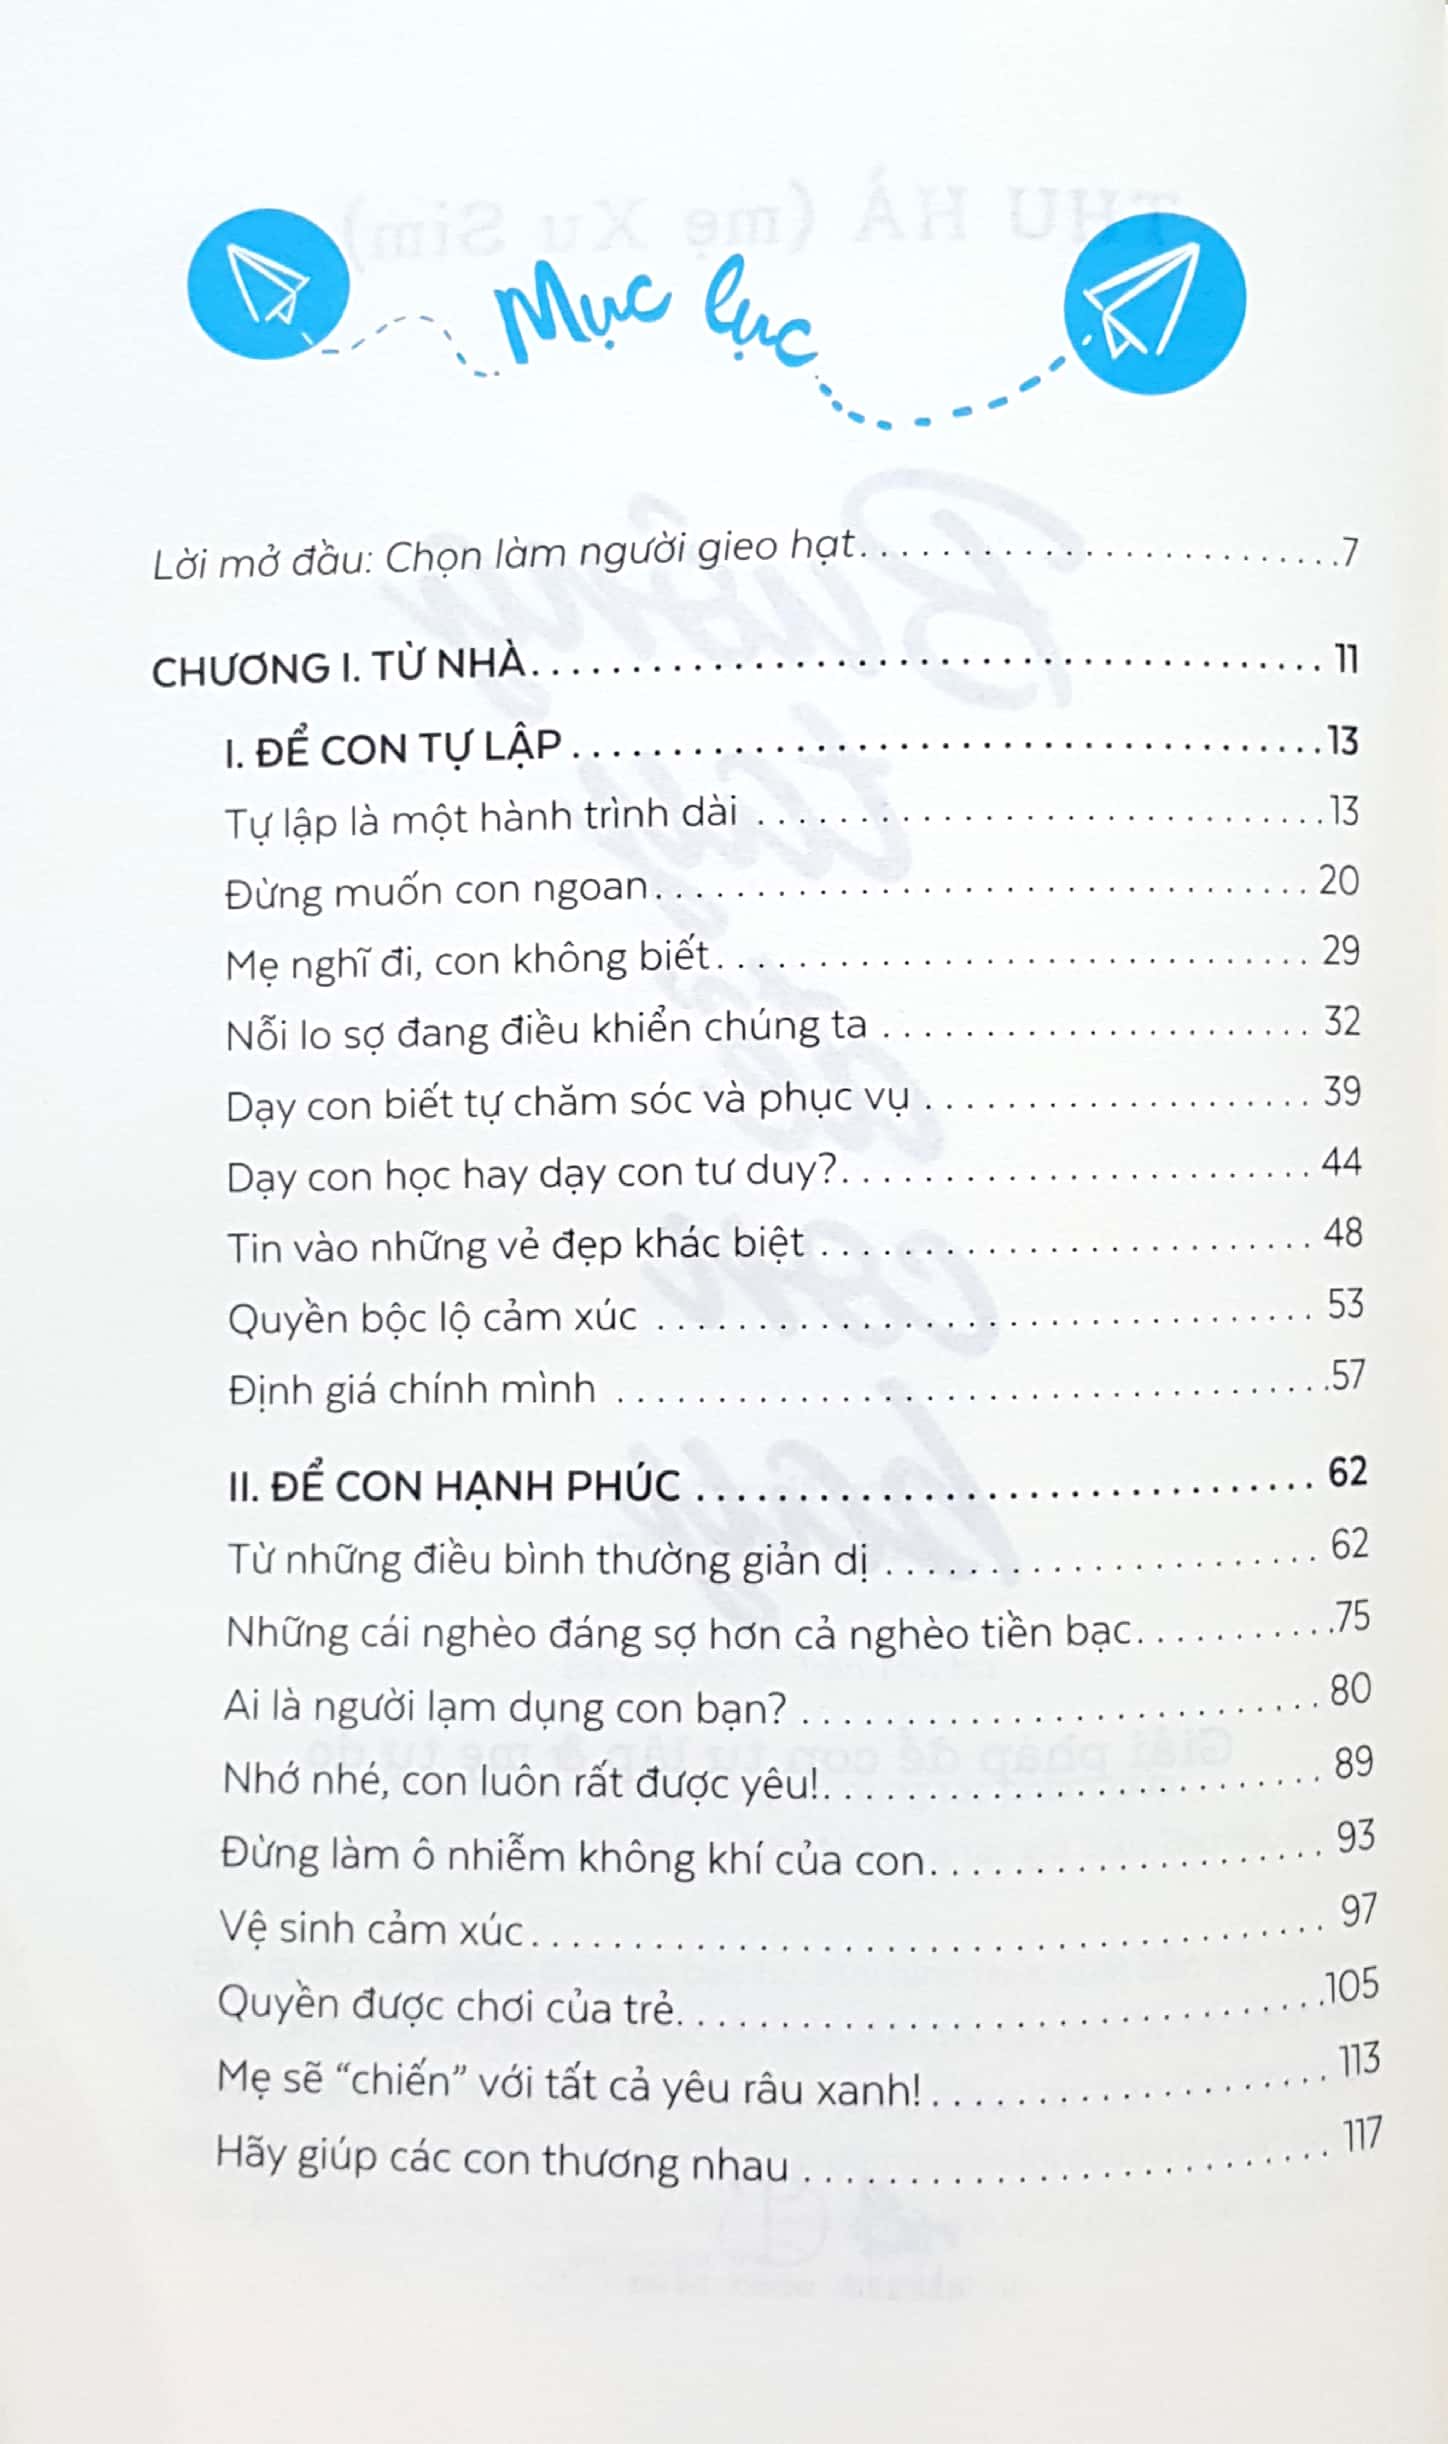 Mục lục
Lời mở đầu: Chọn làm người gieo hạt. . . . . . . . . . . . . . . . . . . . . . . .7
CHƯƠNG I. TỪ NHÀ. . . . . . . . . . . . . . . . . . . . . . . . . . . . . . . . . . . . . . . 11
I. ĐỂ CON TỰ LẬP . . . . . . . . . . . . . . . . . . . . . . . . . . . . . . . . . . . . .13
Tự lập là một hành trình dài . . . . . . . . . . . . . . . . . . . . . . . . . . . .13
Đừng muốn con ngoan. . . . . . . . . . . . . . . . . . . . . . . . . . . . . . . . 20
Mẹ nghĩ đi, con không biết. . . . . . . . . . . . . . . . . . . . . . . . . . . . . 29
Nỗi lo sợ đang điều khiển chúng ta . . . . . . . . . . . . . . . . . . . . . 32
Dạy con biết tự chăm sóc và phục vụ . . . . . . . . . . . . . . . . . . . 39
Dạy con học hay dạy con tư duy?. . . . . . . . . . . . . . . . . . . . . . . 44
Tin vào những vẻ đẹp khác biệt . . . . . . . . . . . . . . . . . . . . . . . . 48
Quyền bộc lộ cảm xúc . . . . . . . . . . . . . . . . . . . . . . . . . . . . . . . . 53
Định giá chính mình . . . . . . . . . . . . . . . . . . . . . . . . . . . . . . . . . . .57
II. ĐỂ CON HẠNH PHÚC . . . . . . . . . . . . . . . . . . . . . . . . . . . . . . . 62
Từ những điều bình thường giản dị . . . . . . . . . . . . . . . . . . . . . 62
Những cái nghèo đáng sợ hơn cả nghèo tiền bạc. . . . . . . . . .75
Ai là người lạm dụng con bạn? . . . . . . . . . . . . . . . . . . . . . . . . . 80
Nhớ nhé, con luôn rất được yêu!. . . . . . . . . . . . . . . . . . . . . . . . 89
Đừng làm ô nhiễm không khí của con. . . . . . . . . . . . . . . . . . . 93
Vệ sinh cảm xúc. . . . . . . . . . . . . . . . . . . . . . . . . . . . . . . . . . . . . . 97
Quyền được chơi của trẻ. . . . . . . . . . . . . . . . . . . . . . . . . . . . . . .105
Mẹ sẽ “chiến” với tất cả yêu râu xanh! . . . . . . . . . . . . . . . . . . . 113
Hãy giúp các con thương nhau . . . . . . . . . . . . . . . . . . . . . . . . . 117